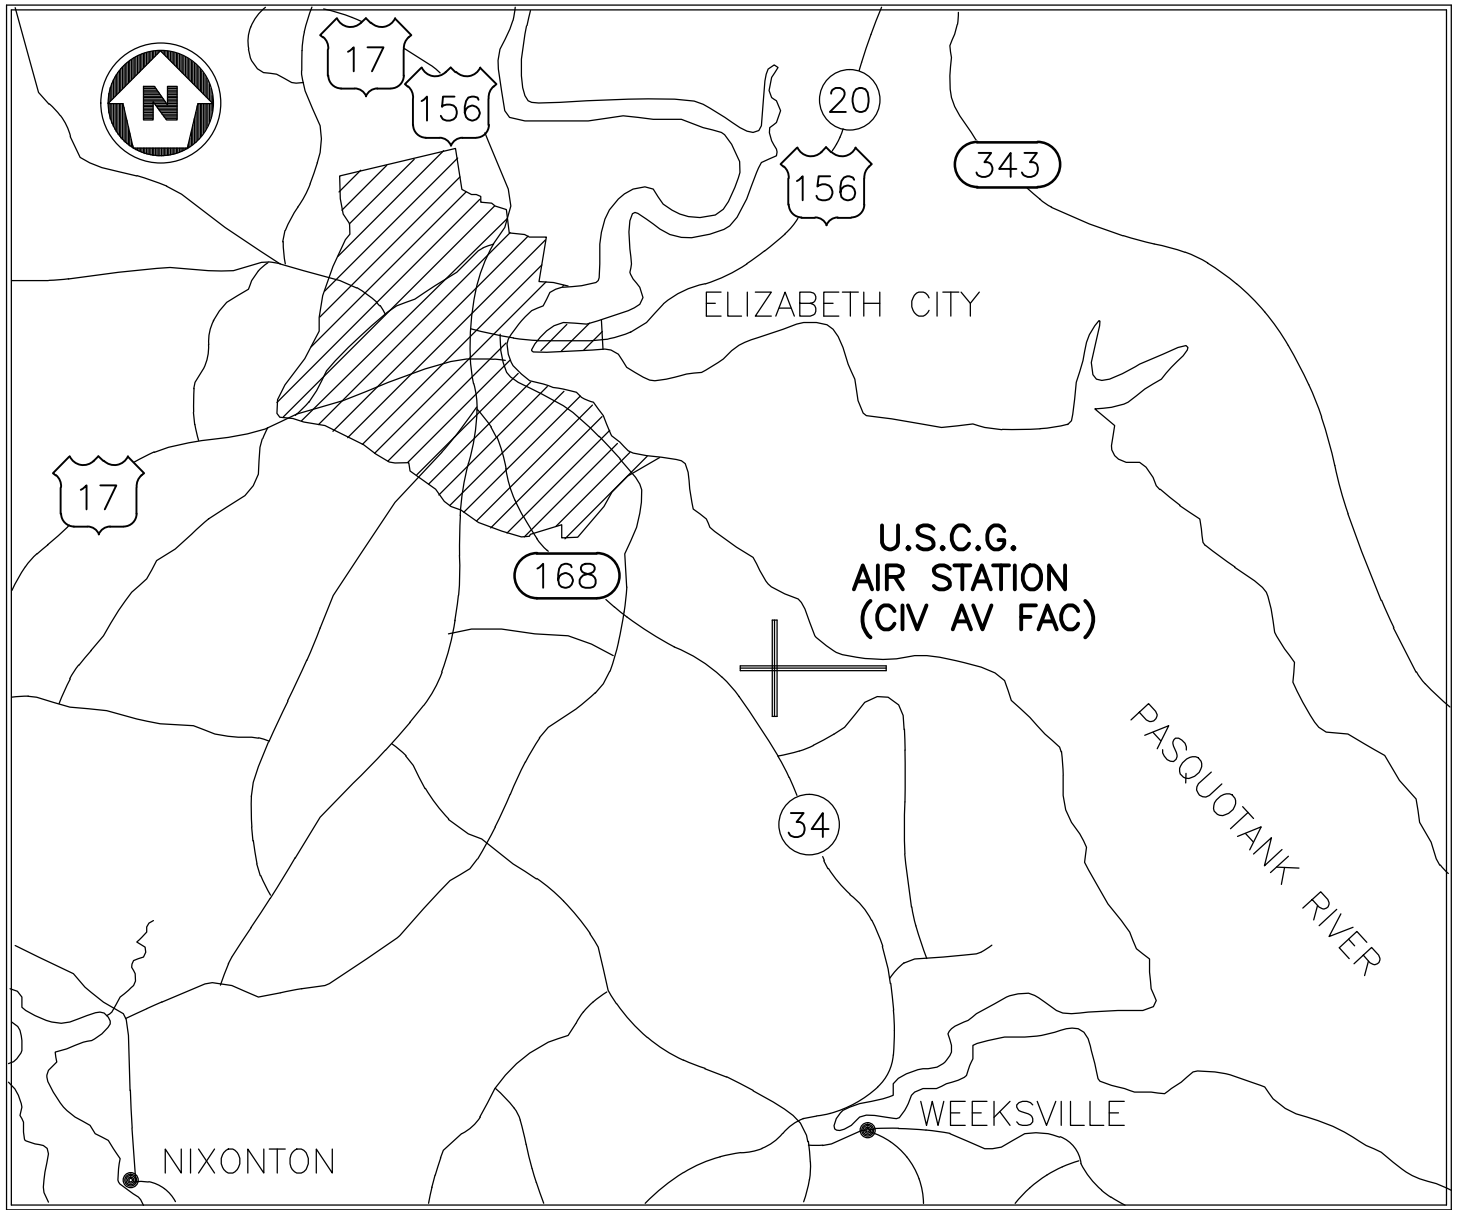 17
N
156
20
343
156
ELIZABETH CITY
17
U.S.C.G.
AIR STATION
(CIV AV FAC)
168
PASQUOTANK RIVER
34
WEEKSVILLE
NIXONTON